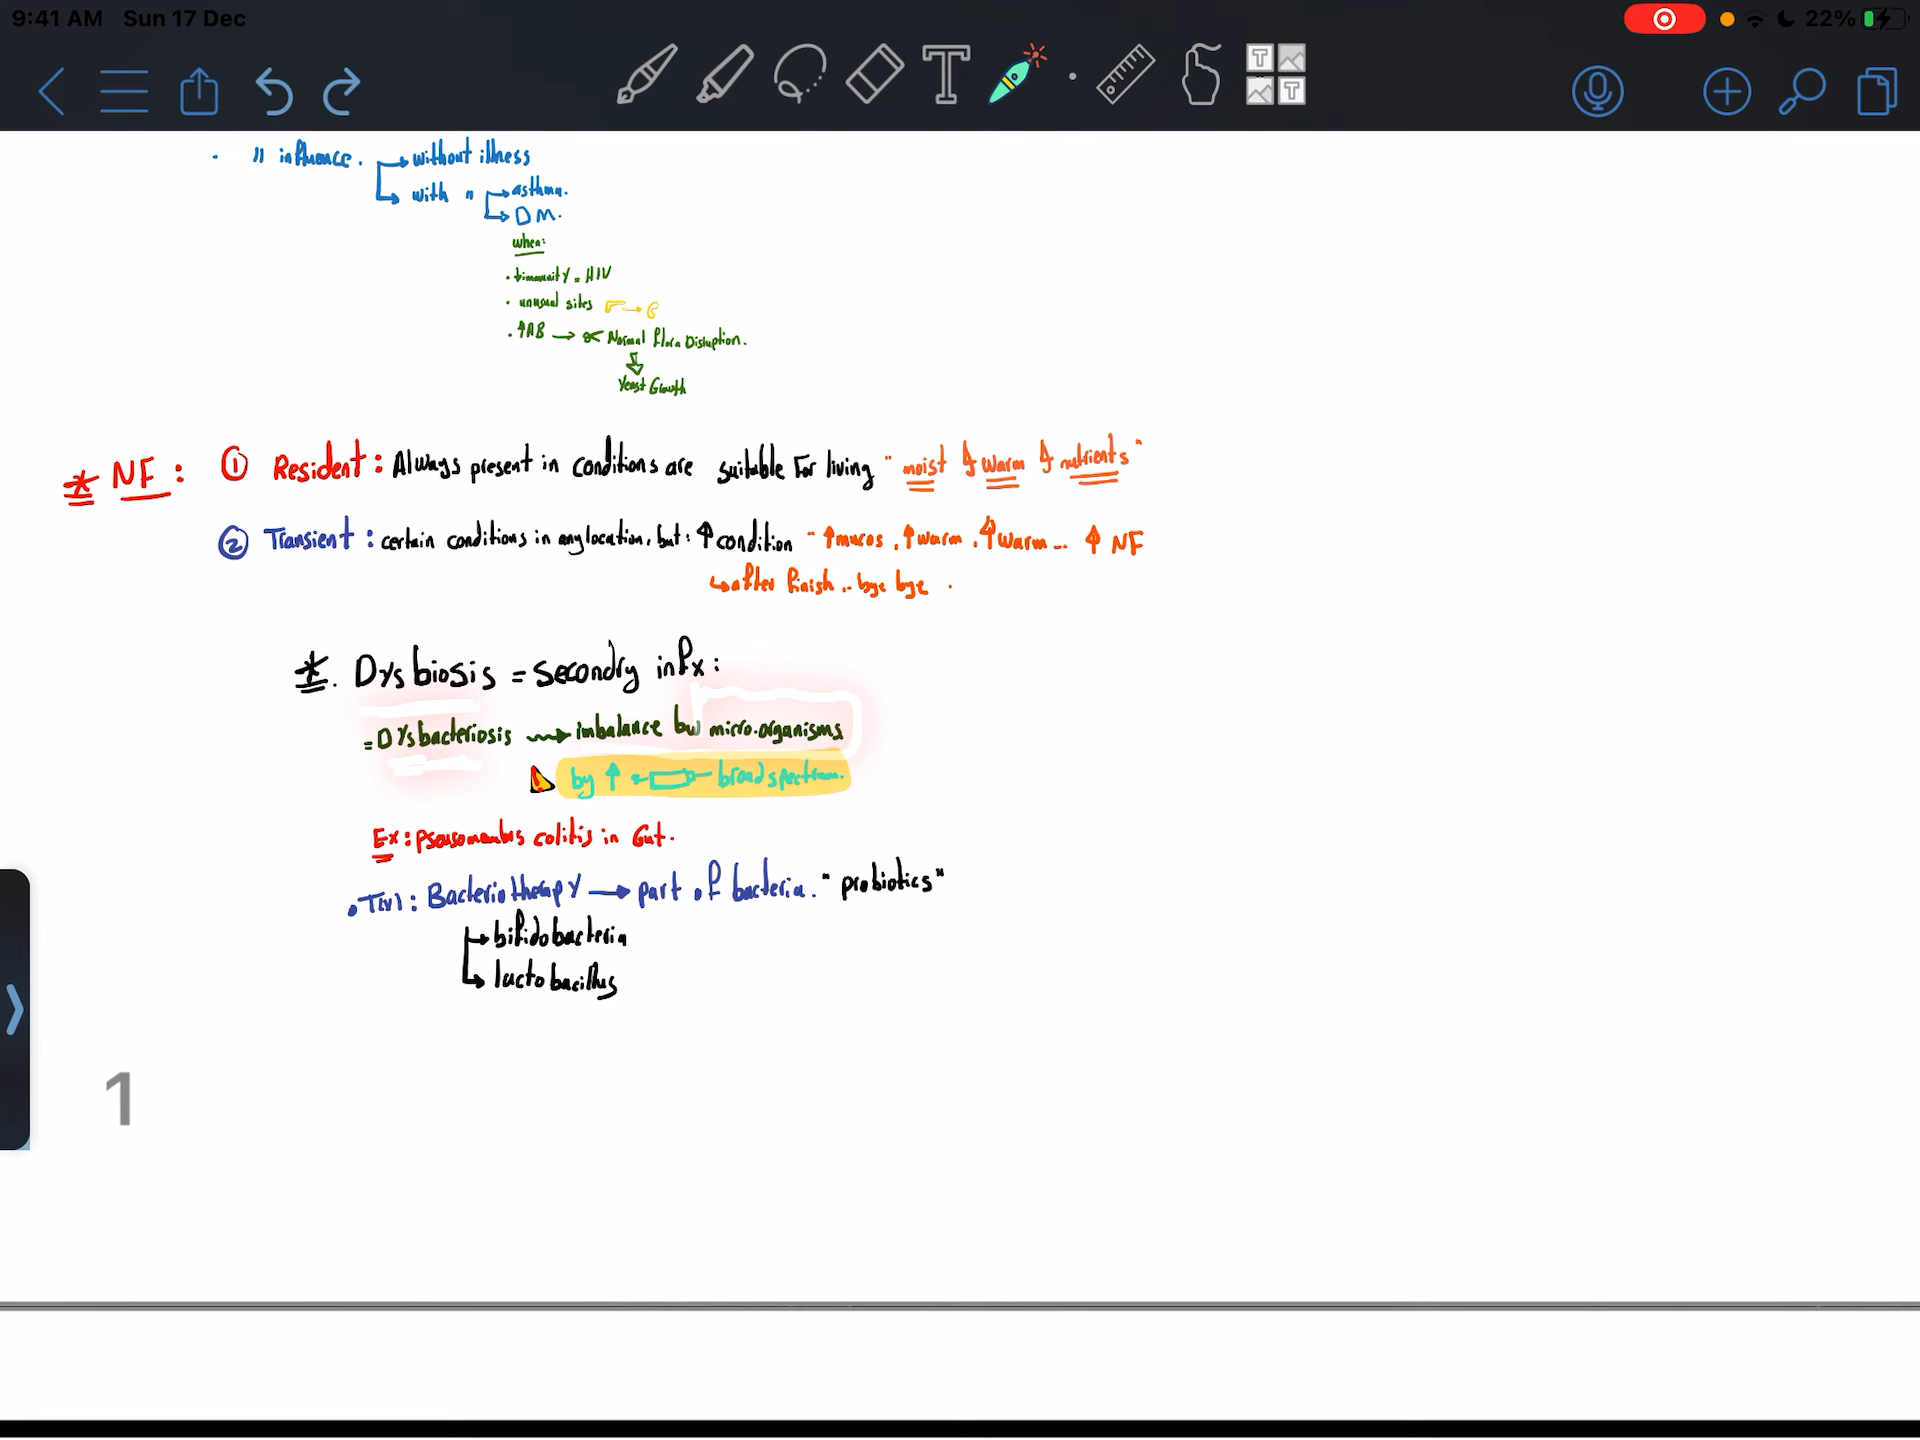 9:41 AM Sun 17 Dec
22%
T
T
T
. " influence. → without illness
→ with " → asthma.
→ DM.
when:
. ↓immunity = HIV
. unusual sites → B
. ↑AB → ∝ Normal flora Disruption.
⇓
Yeast Growth
* NF : ① Resident : Always present in conditions are suitable For living " moist & warm & nutrients "
② Transient : certain conditions in any location, but : ↑ condition " ↑mucos , ↑warm , ↑warm ... ↑ NF
↳ after finish .. bye bye .
* . Dysbiosis = secondry infx :
= Dysbacteriosis → imbalance bw micro.organisms
by ↑ broad spectrum.
Ex : colitis in Gut .
. T(x) : Bacteriotherapy → part of bacteria . " probiotics "
→ bifidobacteria
→ lactobacillus
1